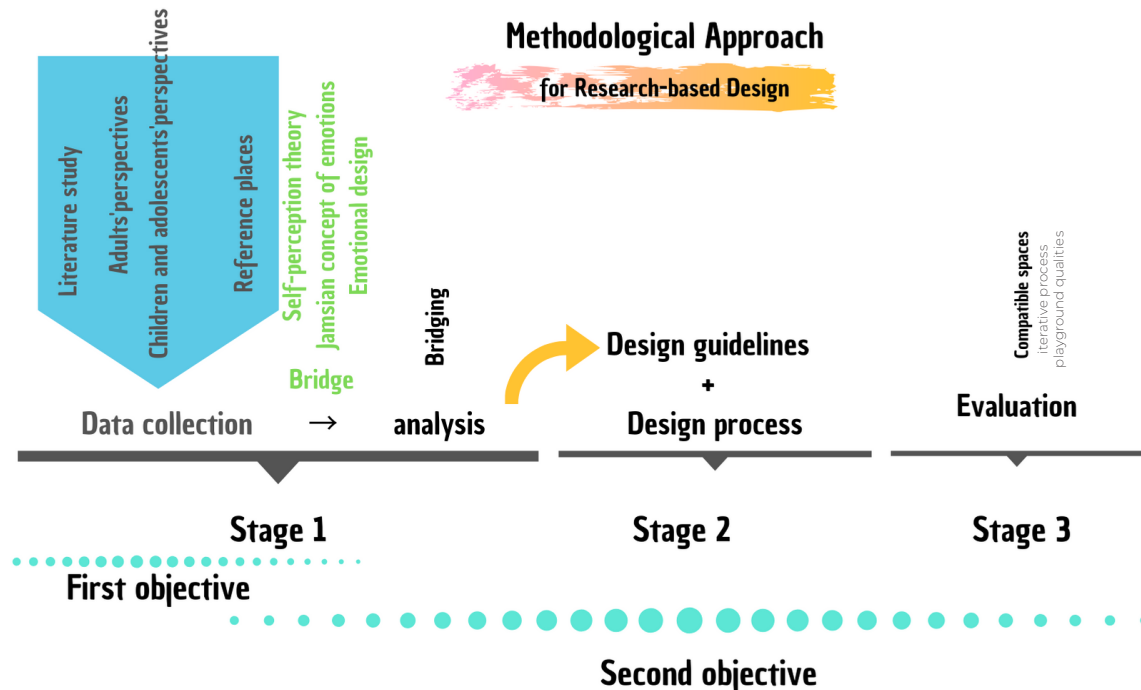 Methodological Approach
for Research-based Design
Literature study
Adults'perspectives
Children and adolescents'perspectives
Reference places
Self-perception theory
Jamsian concept of emotions
Emotional design
Bridge
Bridging
Data collection → analysis
Design guidelines
+
Design process
Compatible spaces
iterative process
playground qualities
Evaluation
Stage 1
Stage 2
Stage 3
First objective
Second objective